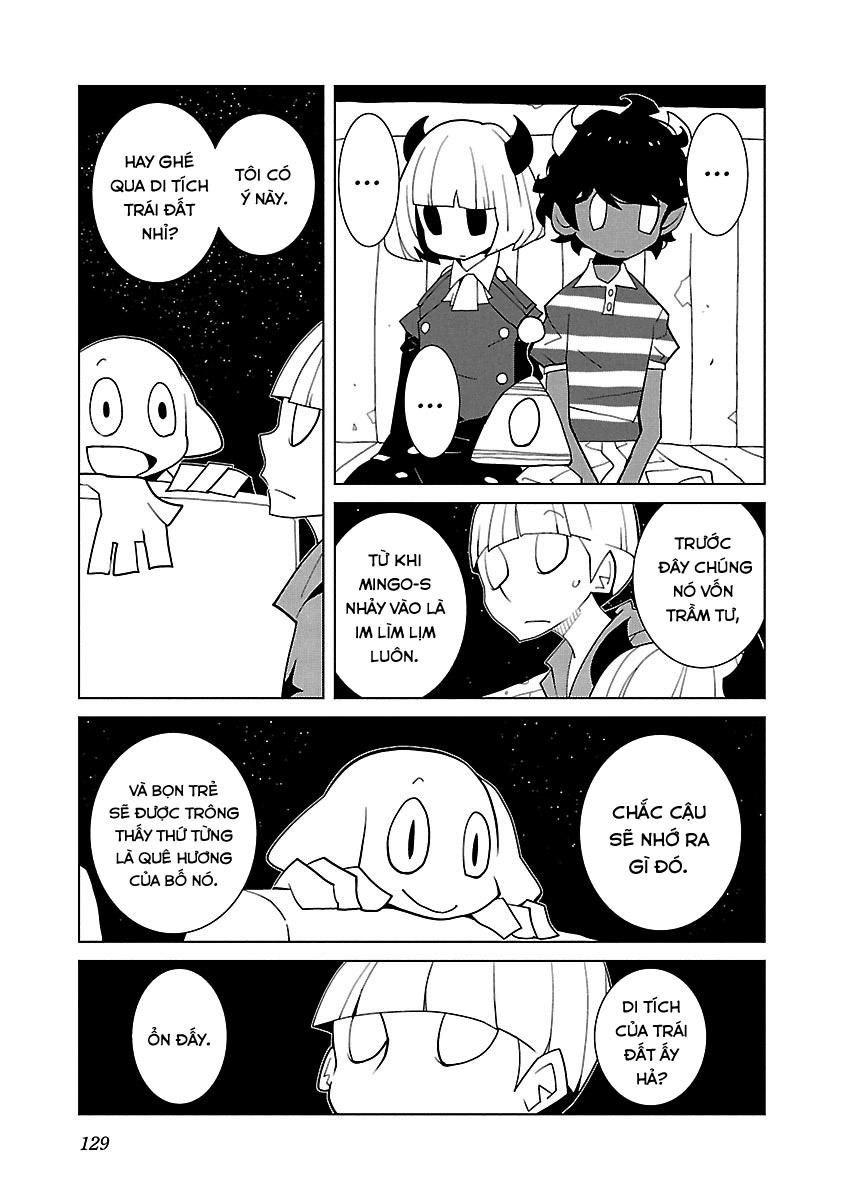 ...
...
...
TRƯỚC
ĐÂY CHÚNG
NÓ VỐN
TRẦM TƯ,
TỪ KHI
MINGO-S
NHẢY VÀO LÀ
IM LÌM LỊM
LUÔN.
TÔI CÓ
Ý NÀY.
HAY GHÉ
QUA DI TÍCH
TRÁI ĐẤT
NHỈ?
CHẮC CẬU
SẼ NHỚ RA
GÌ ĐÓ.
VÀ BỌN TRẺ
SẼ ĐƯỢC TRÔNG
THẤY THỨ TỪNG
LÀ QUÊ HƯƠNG
CỦA BỐ NÓ.
DI TÍCH
CỦA TRÁI
ĐẤT ẤY
HẢ?
ỔN ĐẤY.
129